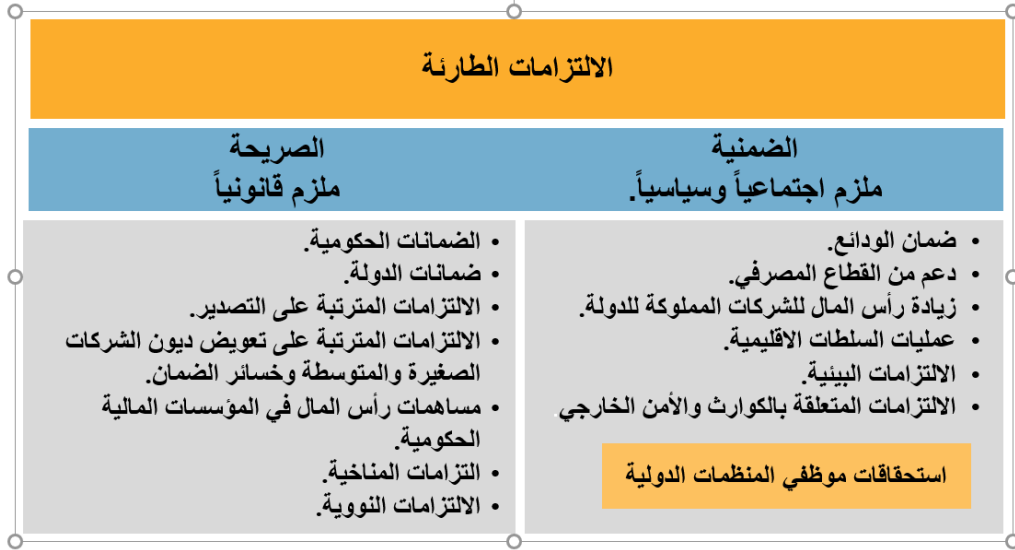 الالتزامات الطارئة
الضمنية
ملزم اجتماعياً وسياسياً.
• ضمان الودائع.
• دعم من القطاع المصرفي.
• زيادة رأس المال للشركات المملوكة للدولة.
• عمليات السلطات الاقليمية.
• الالتزامات البيئية.
• الالتزامات المتعلقة بالكوارث والأمن الخارجي.
استحقاقات موظفي المنظمات الدولية
الصريحة
ملزم قانونياً
• الضمانات الحكومية.
• ضمانات الدولة.
• الالتزامات المترتبة على التصدير.
• الالتزامات المترتبة على تعويض ديون الشركات
الصغيرة والمتوسطة وخسائر الضمان.
• مساهمات رأس المال في المؤسسات المالية
الحكومية.
• التزامات المناخية.
• الالتزامات النووية.